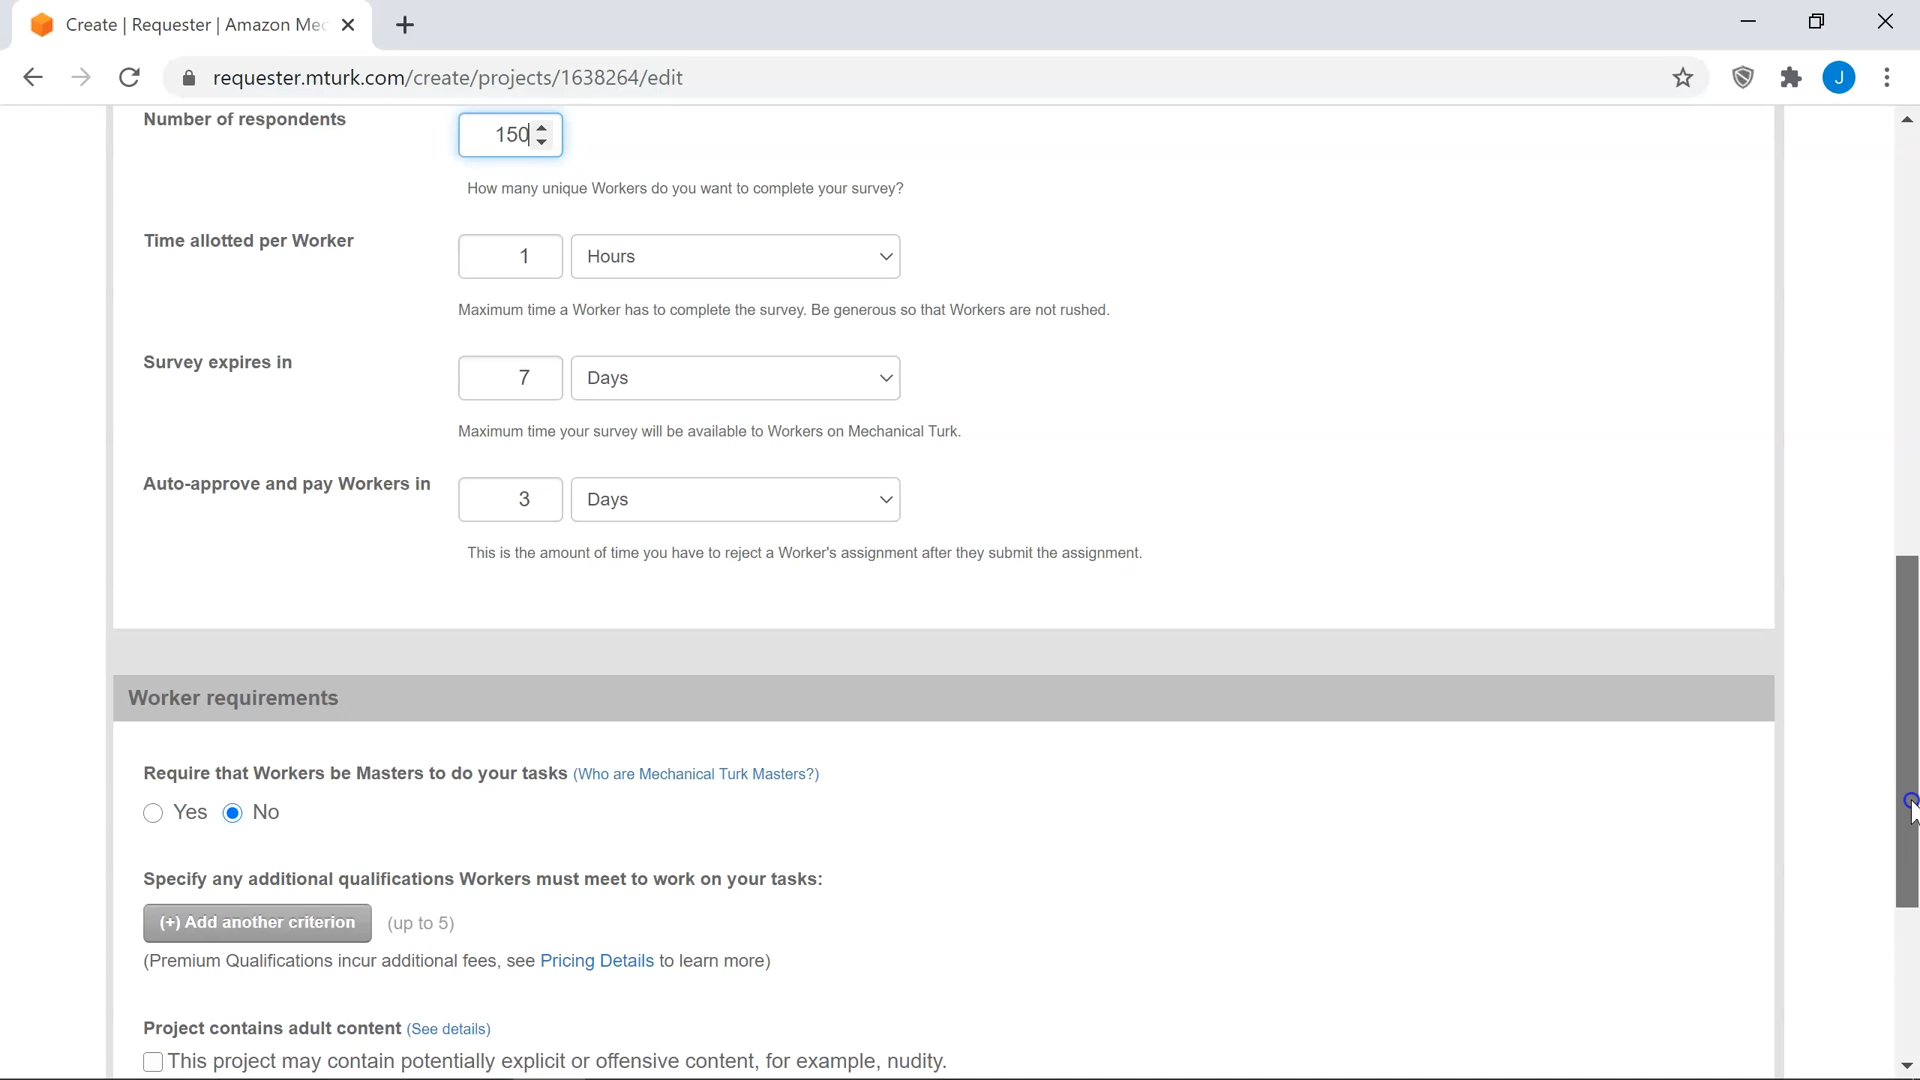 Create | Requester | Amazon Mec
requester.mturk.com/create/projects/1638264/edit
J
Number of respondents
150
How many unique Workers do you want to complete your survey?
Time allotted per Worker
1 Hours
Maximum time a Worker has to complete the survey. Be generous so that Workers are not rushed.
Survey expires in
7 Days
Maximum time your survey will be available to Workers on Mechanical Turk.
Auto-approve and pay Workers in
3 Days
This is the amount of time you have to reject a Worker's assignment after they submit the assignment.
Worker requirements
Require that Workers be Masters to do your tasks (Who are Mechanical Turk Masters?)
Yes No
Specify any additional qualifications Workers must meet to work on your tasks:
(+) Add another criterion (up to 5)
(Premium Qualifications incur additional fees, see Pricing Details to learn more)
Project contains adult content (See details)
This project may contain potentially explicit or offensive content, for example, nudity.